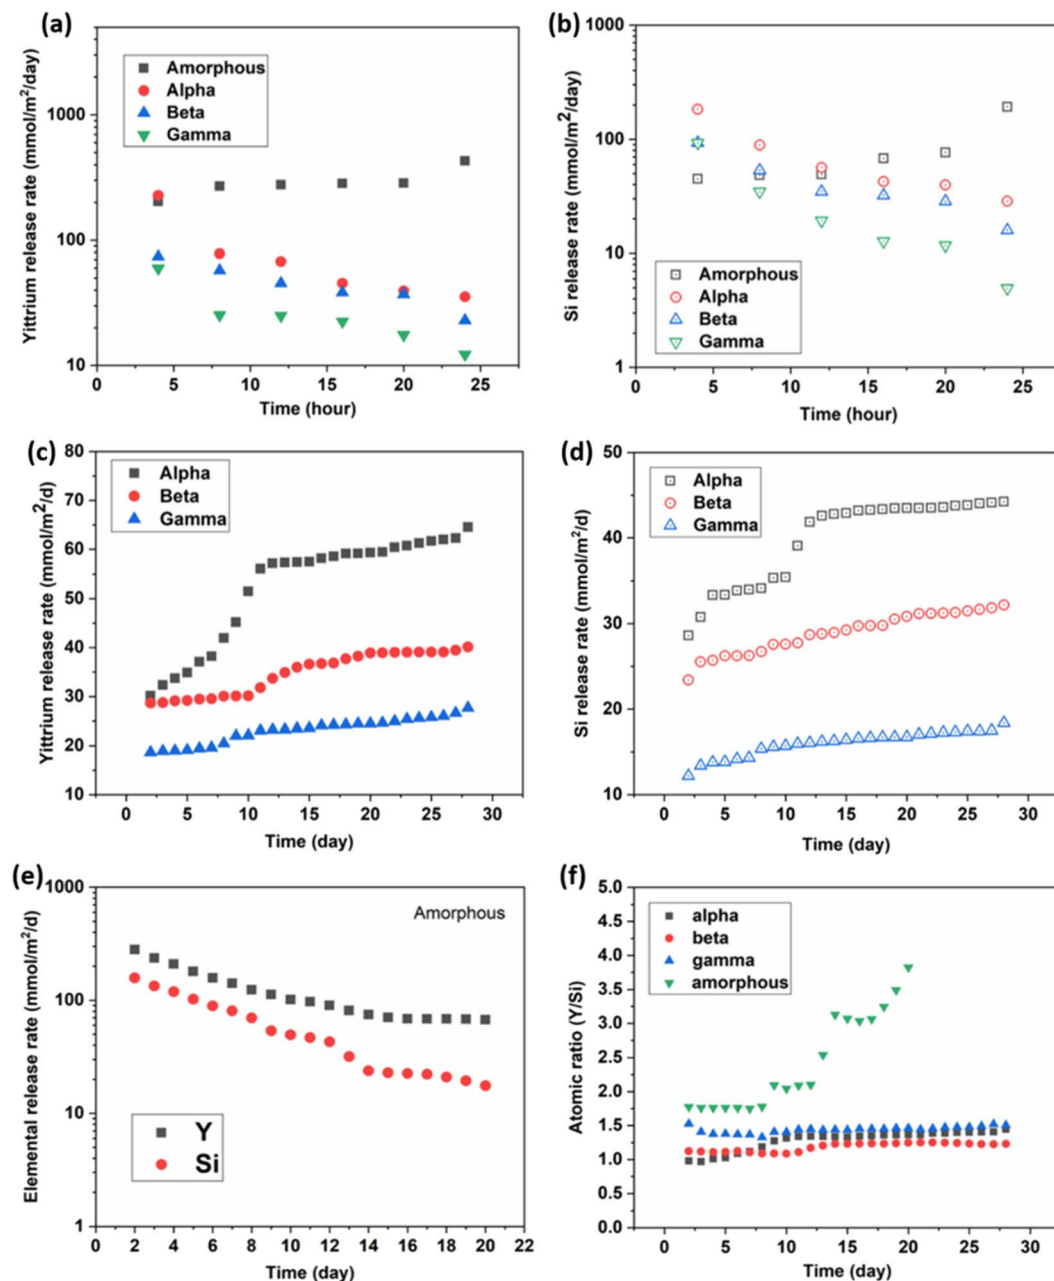 (a)
Amorphous
Alpha
Beta
Gamma
1000
100
10
0 5 10 15 20 25
Time (hour)
Yittrium release rate (mmol/m²/day)
(b)
1000
100
10
1
Amorphous
Alpha
Beta
Gamma
0 5 10 15 20 25
Time (hour)
Si release rate (mmol/m²/day)
(c)
80
70
60
50
40
30
20
10
Alpha
Beta
Gamma
0 5 10 15 20 25 30
Time (day)
Yittrium release rate (mmol/m²/d)
(d)
50
40
30
20
10
Alpha
Beta
Gamma
0 5 10 15 20 25 30
Time (day)
Si release rate (mmol/m²/d)
(e)
1000
100
10
1
Amorphous
Y
Si
0 2 4 6 8 10 12 14 16 18 20 22
Time (day)
Elemental release rate (mmol/m²/d)
(f)
5.0
4.5
4.0
3.5
3.0
2.5
2.0
1.5
1.0
0.5
0.0
alpha
beta
gamma
amorphous
0 5 10 15 20 25 30
Time (day)
Atomic ratio (Y/Si)